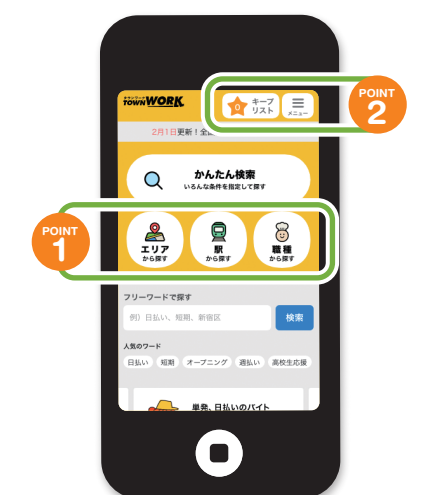 タウンワーク
TOWNWORK
0
キープ
リスト
メニュー
POINT
2
2月1日更新！全
かんたん検索
いろんな条件を指定して探す
POINT
1
エリア
から探す
駅
から探す
職種
から探す
フリーワードで探す
例）日払い、短期、新宿区
検索
人気のワード
日払い
短期
オープニング
週払い
高校生応援
単発、日払いのバイト